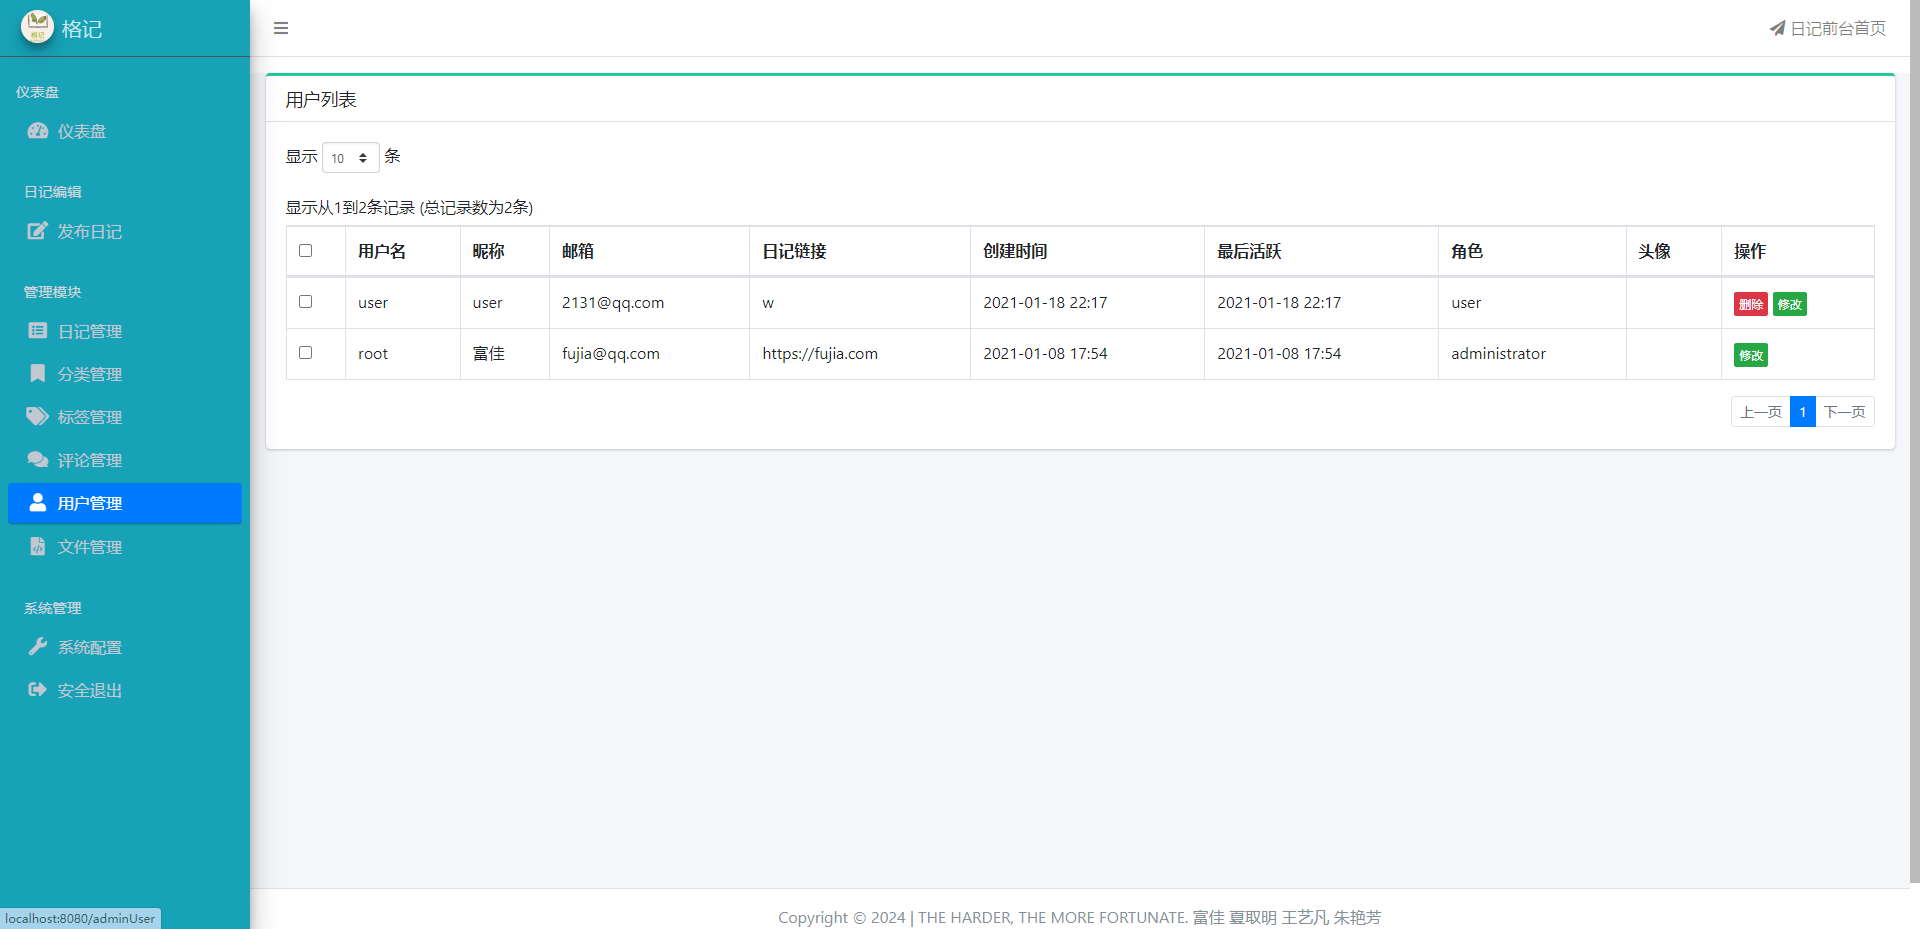 格记
日记前台首页
仪表盘
仪表盘
日记编辑
发布日记
管理模块
日记管理
分类管理
标签管理
评论管理
用户管理
文件管理
系统管理
系统配置
安全退出
用户列表
显示 10 条
显示从1到2条记录 (总记录数为2条)
用户名 昵称 邮箱 日记链接 创建时间 最后活跃 角色 头像 操作
user user 2131@qq.com w 2021-01-18 22:17 2021-01-18 22:17 user 删除 修改
root 富佳 fujia@qq.com https://fujia.com 2021-01-08 17:54 2021-01-08 17:54 administrator 修改
上一页 1 下一页
Copyright © 2024 | THE HARDER, THE MORE FORTUNATE. 富佳 夏取明 王艺凡 朱艳芳
localhost:8080/adminUser